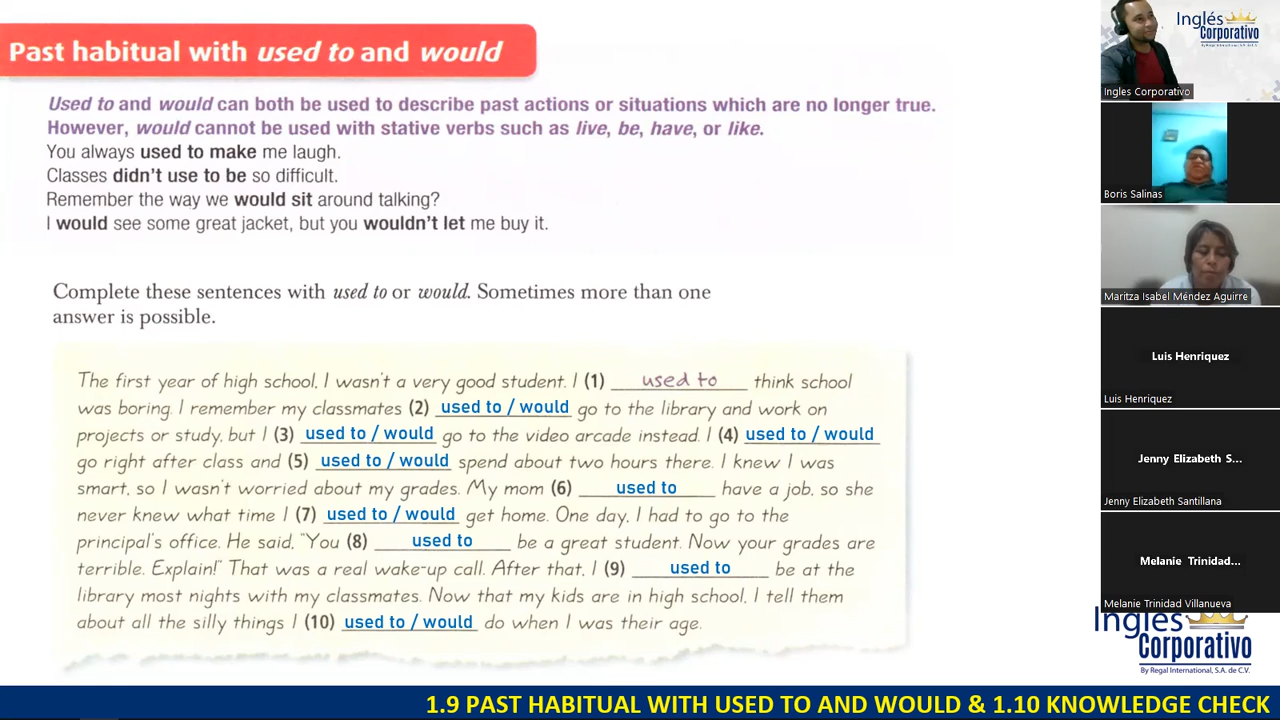 Past habitual with used to and would
Used to and would can both be used to describe past actions or situations which are no longer true.
However, would cannot be used with stative verbs such as live, be, have, or like.
You always used to make me laugh.
Classes didn't use to be so difficult.
Remember the way we would sit around talking?
I would see some great jacket, but you wouldn't let me buy it.
Complete these sentences with used to or would. Sometimes more than one
answer is possible.
The first year of high school, I wasn't a very good student. I (1) used to think school
was boring. I remember my classmates (2) used to / would go to the library and work on
projects or study, but I (3) used to / would go to the video arcade instead. I (4) used to / would
go right after class and (5) used to / would spend about two hours there. I knew I was
smart, so I wasn't worried about my grades. My mom (6) used to have a job, so she
never knew what time I (7) used to / would get home. One day, I had to go to the
principal's office. He said, "You (8) used to be a great student. Now your grades are
terrible. Explain!" That was a real wake-up call. After that, I (9) used to be at the
library most nights with my classmates. Now that my kids are in high school, I tell them
about all the silly things I (10) used to / would do when I was their age.
Inglés
Corporativo
By Regal International, S.A. de C.V.
Ingles Corporativo
Boris Salinas
Maritza Isabel Méndez Aguirre
Luis Henriquez
Luis Henriquez
Jenny Elizabeth S...
Jenny Elizabeth Santillana
Melanie Trinidad...
Melanie Trinidad Villanueva
Inglés
Corporativo
By Regal International, S.A. de C.V.
1.9 PAST HABITUAL WITH USED TO AND WOULD & 1.10 KNOWLEDGE CHECK